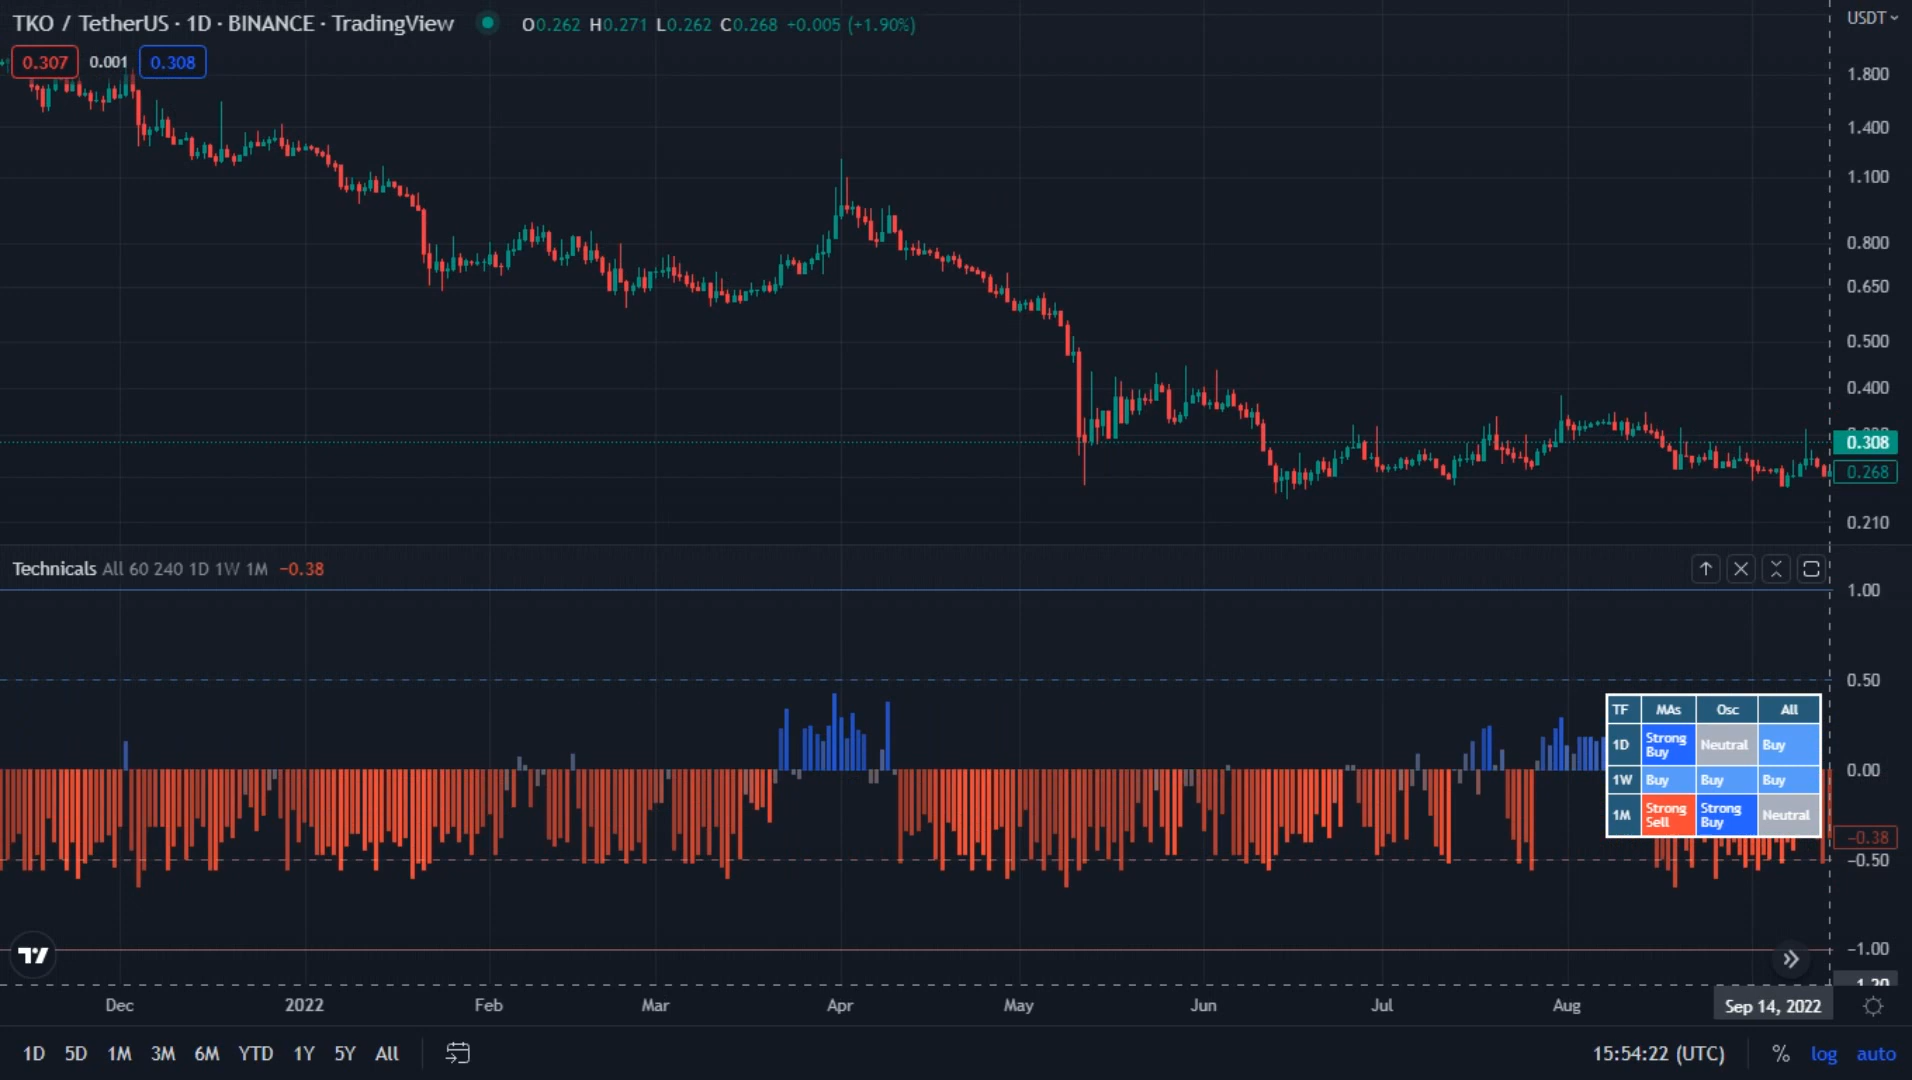 TKO / TetherUS · 1D · BINANCE · TradingView O0.262 H0.271 L0.262 C0.268 +0.005 (+1.90%)
USDT
0.307 0.001 0.308
1.800
1.400
1.100
0.800
0.650
0.500
0.400
0.308
0.268
0.210
Technicals All 60 240 1D 1W 1M −0.38
1.00
0.50
0.00
−0.38
−0.50
−1.00
TF MAs Osc All
1D Strong Buy Neutral Buy
1W Buy Buy Buy
1M Strong Sell Strong Buy Neutral
Dec 2022 Feb Mar Apr May Jun Jul Aug Sep 14, 2022
1D 5D 1M 3M 6M YTD 1Y 5Y All 15:54:22 (UTC) % log auto